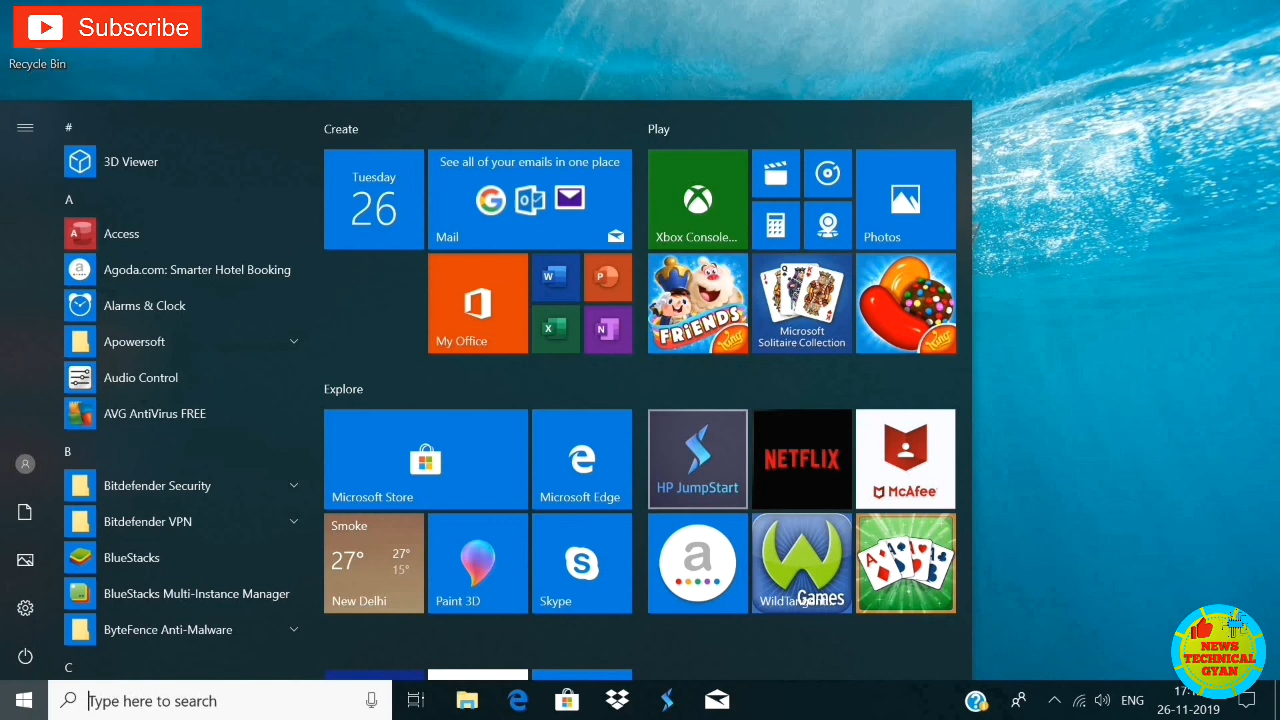 Subscribe
Recycle Bin
#
3D Viewer
A
Access
Agoda.com: Smarter Hotel Booking
Alarms & Clock
Apowersoft
Audio Control
AVG AntiVirus FREE
B
Bitdefender Security
Bitdefender VPN
BlueStacks
BlueStacks Multi-Instance Manager
ByteFence Anti-Malware
C
Create
Tuesday
26
See all of your emails in one place
Mail
My Office
Play
Xbox Console...
Photos
FRIENDS
King
Microsoft
Solitaire Collection
King
Explore
Microsoft Store
Microsoft Edge
Smoke
27°
27°
15°
New Delhi
Paint 3D
Skype
HP JumpStart
NETFLIX
McAfee
a
Games
NEWS
TECHNICAL
GYAN
Type here to search
ENG
26-11-2019